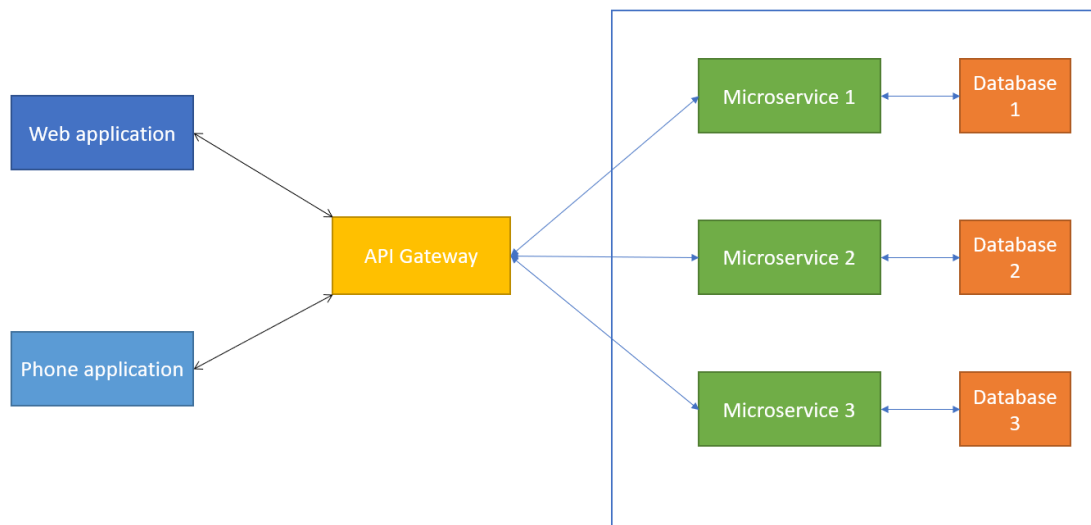 Web application
Phone application
API Gateway
Microservice 1
Database
1
Microservice 2
Database
2
Microservice 3
Database
3